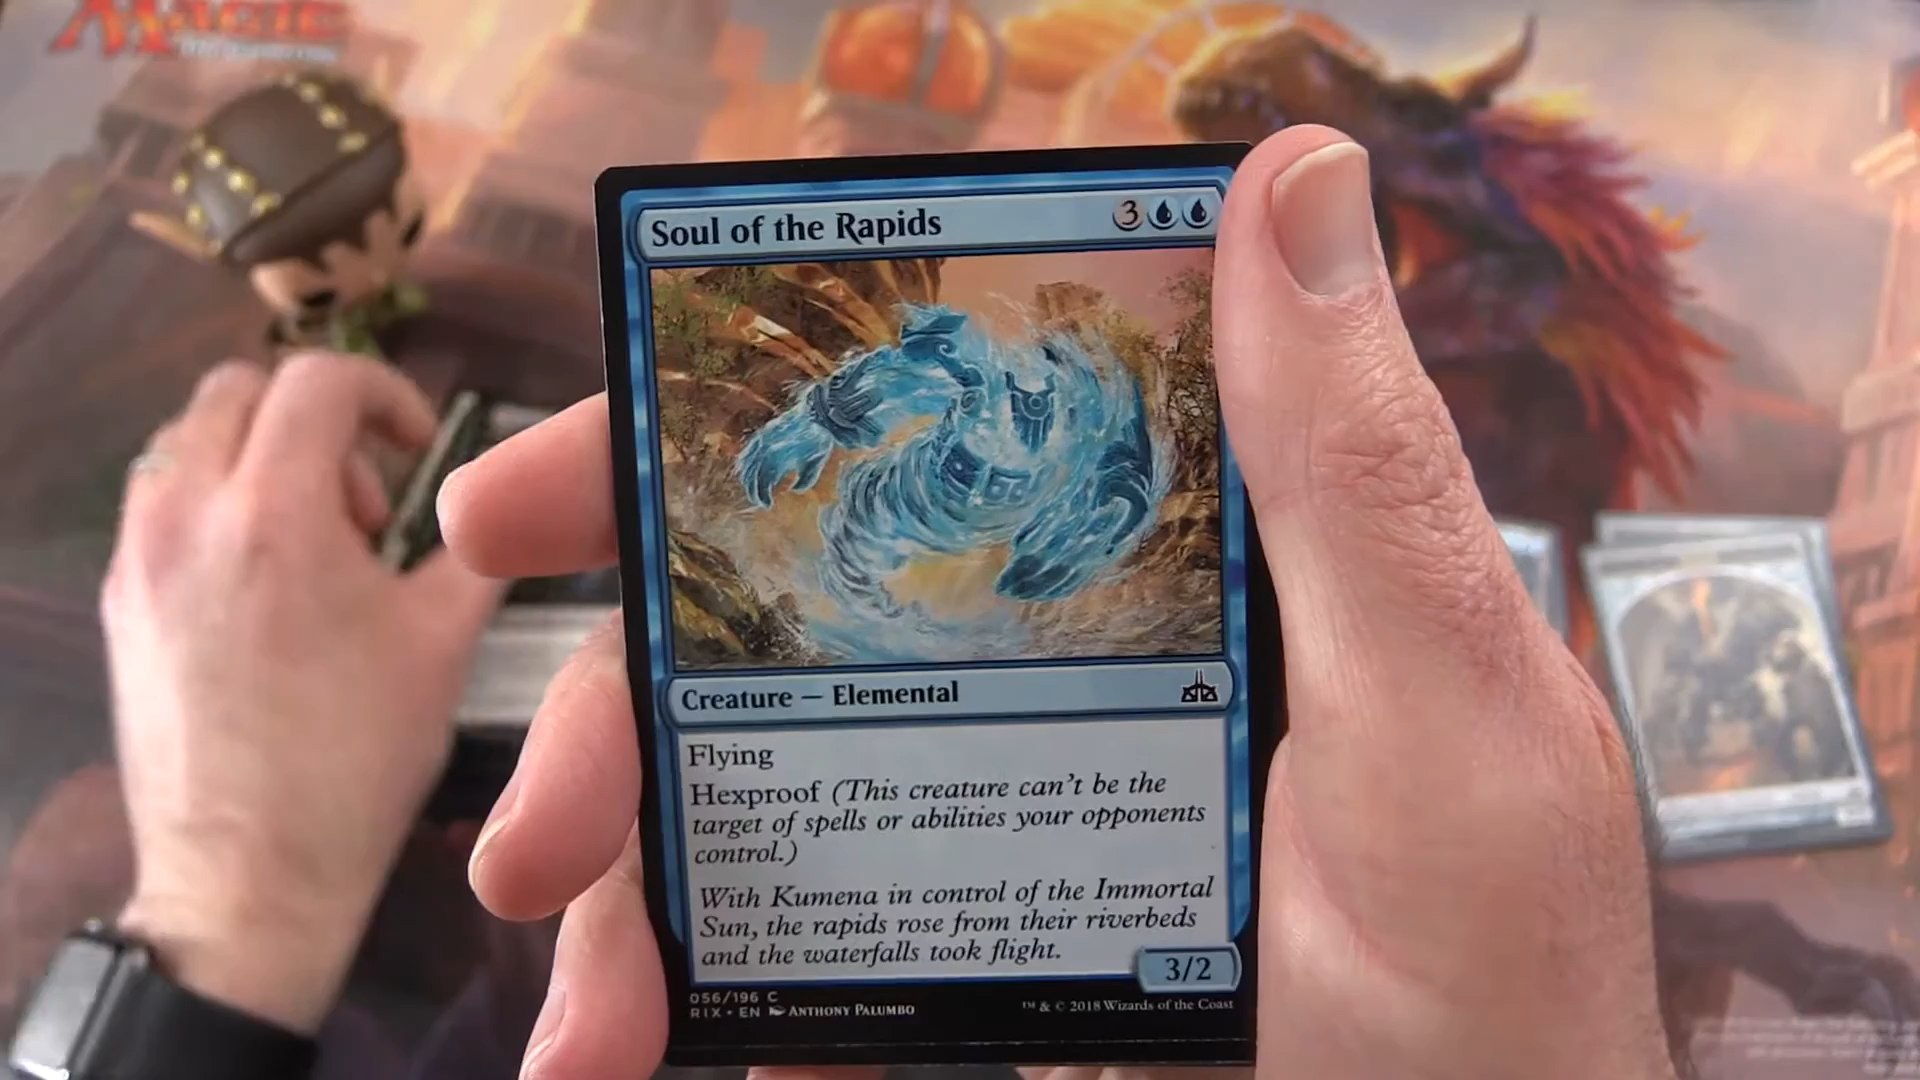 MAGIC
Soul of the Rapids
3
Creature — Elemental
Flying
Hexproof (This creature can't be the
target of spells or abilities your opponents
control.)
With Kumena in control of the Immortal
Sun, the rapids rose from their riverbeds
and the waterfalls took flight.
3/2
056/196 C
RIX • EN ANTHONY PALUMBO
™ & © 2018 Wizards of the Coast